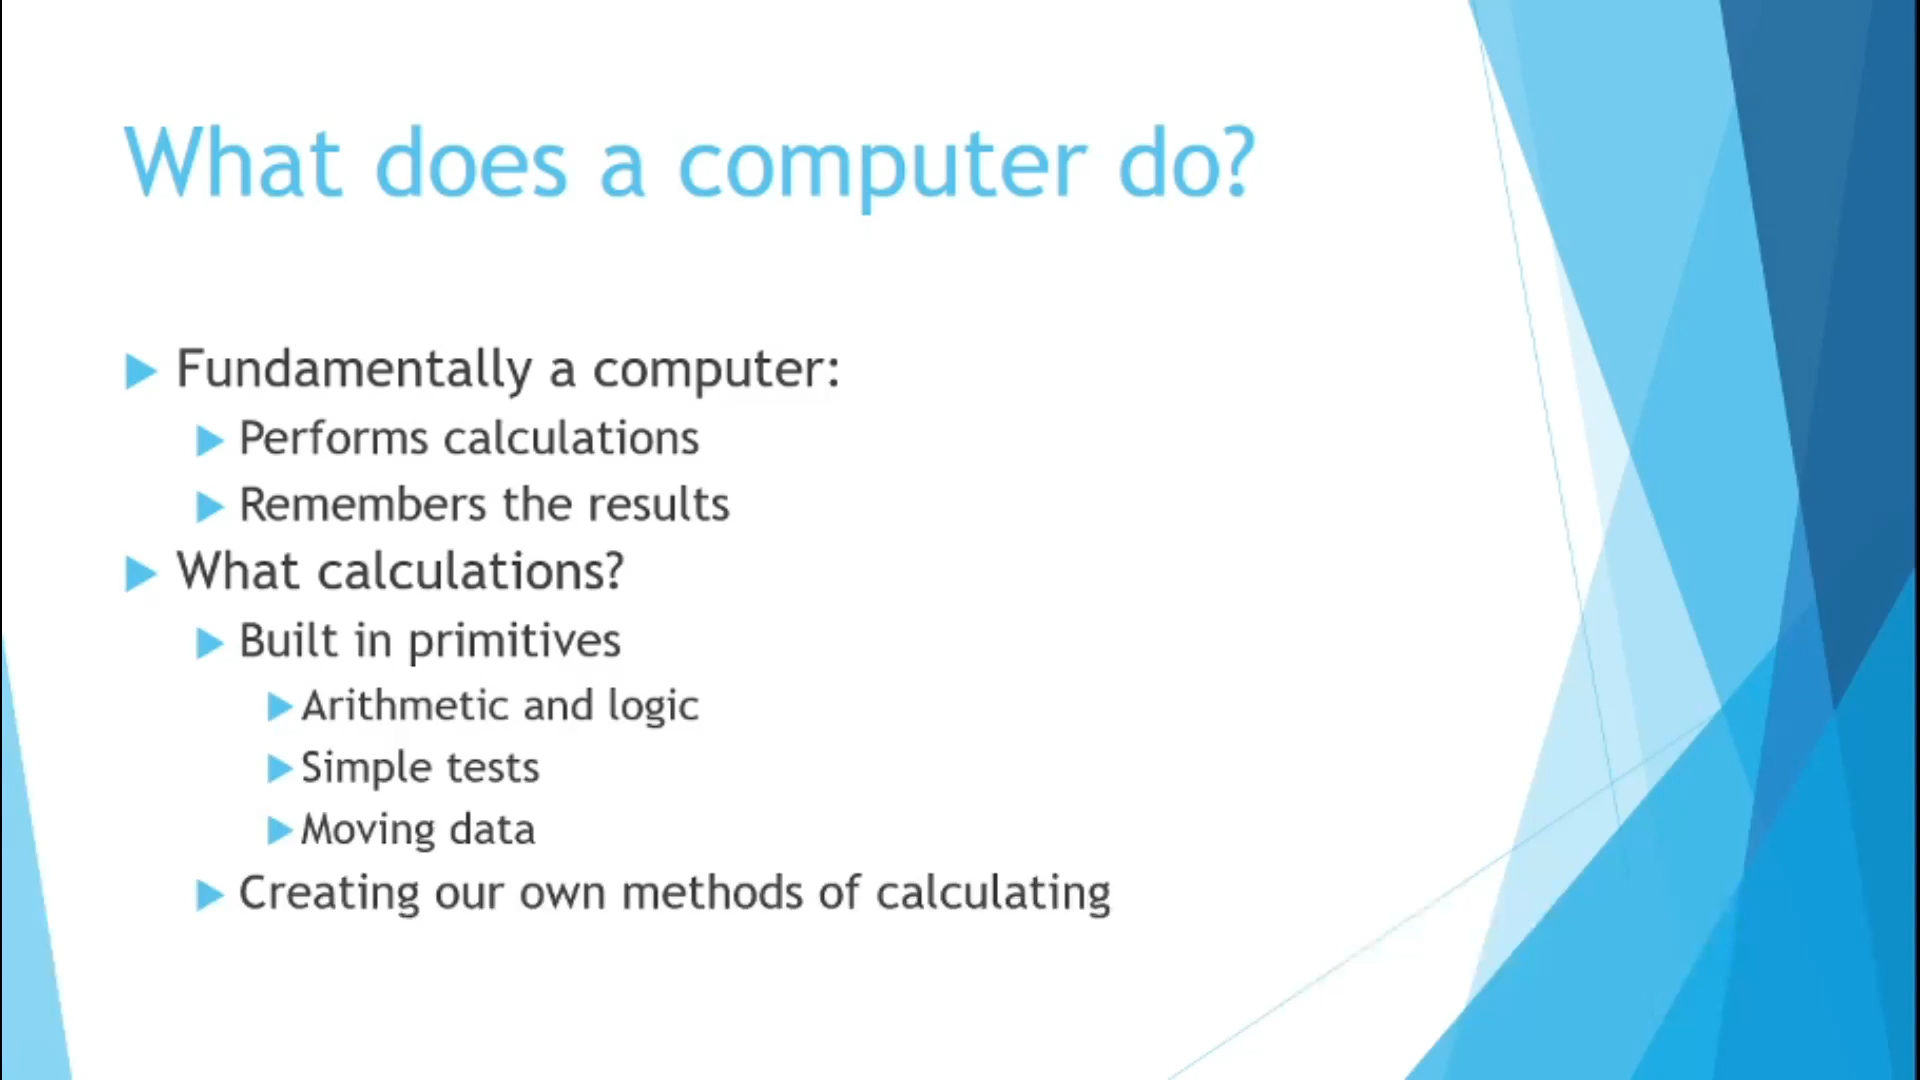 What does a computer do?
Fundamentally a computer:
Performs calculations
Remembers the results
What calculations?
Built in primitives
Arithmetic and logic
Simple tests
Moving data
Creating our own methods of calculating